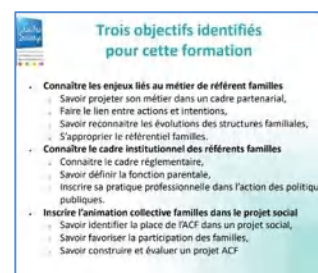 Trois objectifs identifiés
pour cette formation
Connaître les enjeux liés au métier de référent familles
Savoir projeter son métier dans un cadre partenarial,
Faire le lien entre actions et intentions,
Savoir reconnaitre les évolutions des structures familiales,
S'approprier le référentiel familles.
Connaître le cadre institutionnel des référents familles
Connaitre le cadre réglementaire,
Savoir définir la fonction parentale,
Inscrire sa pratique professionnelle dans l'action des politiqu
publiques.
Inscrire l'animation collective familles dans le projet social
Savoir identifier la place de l'ACF dans un projet social,
Savoir favoriser la participation des familles,
Savoir construire et évaluer un projet ACF